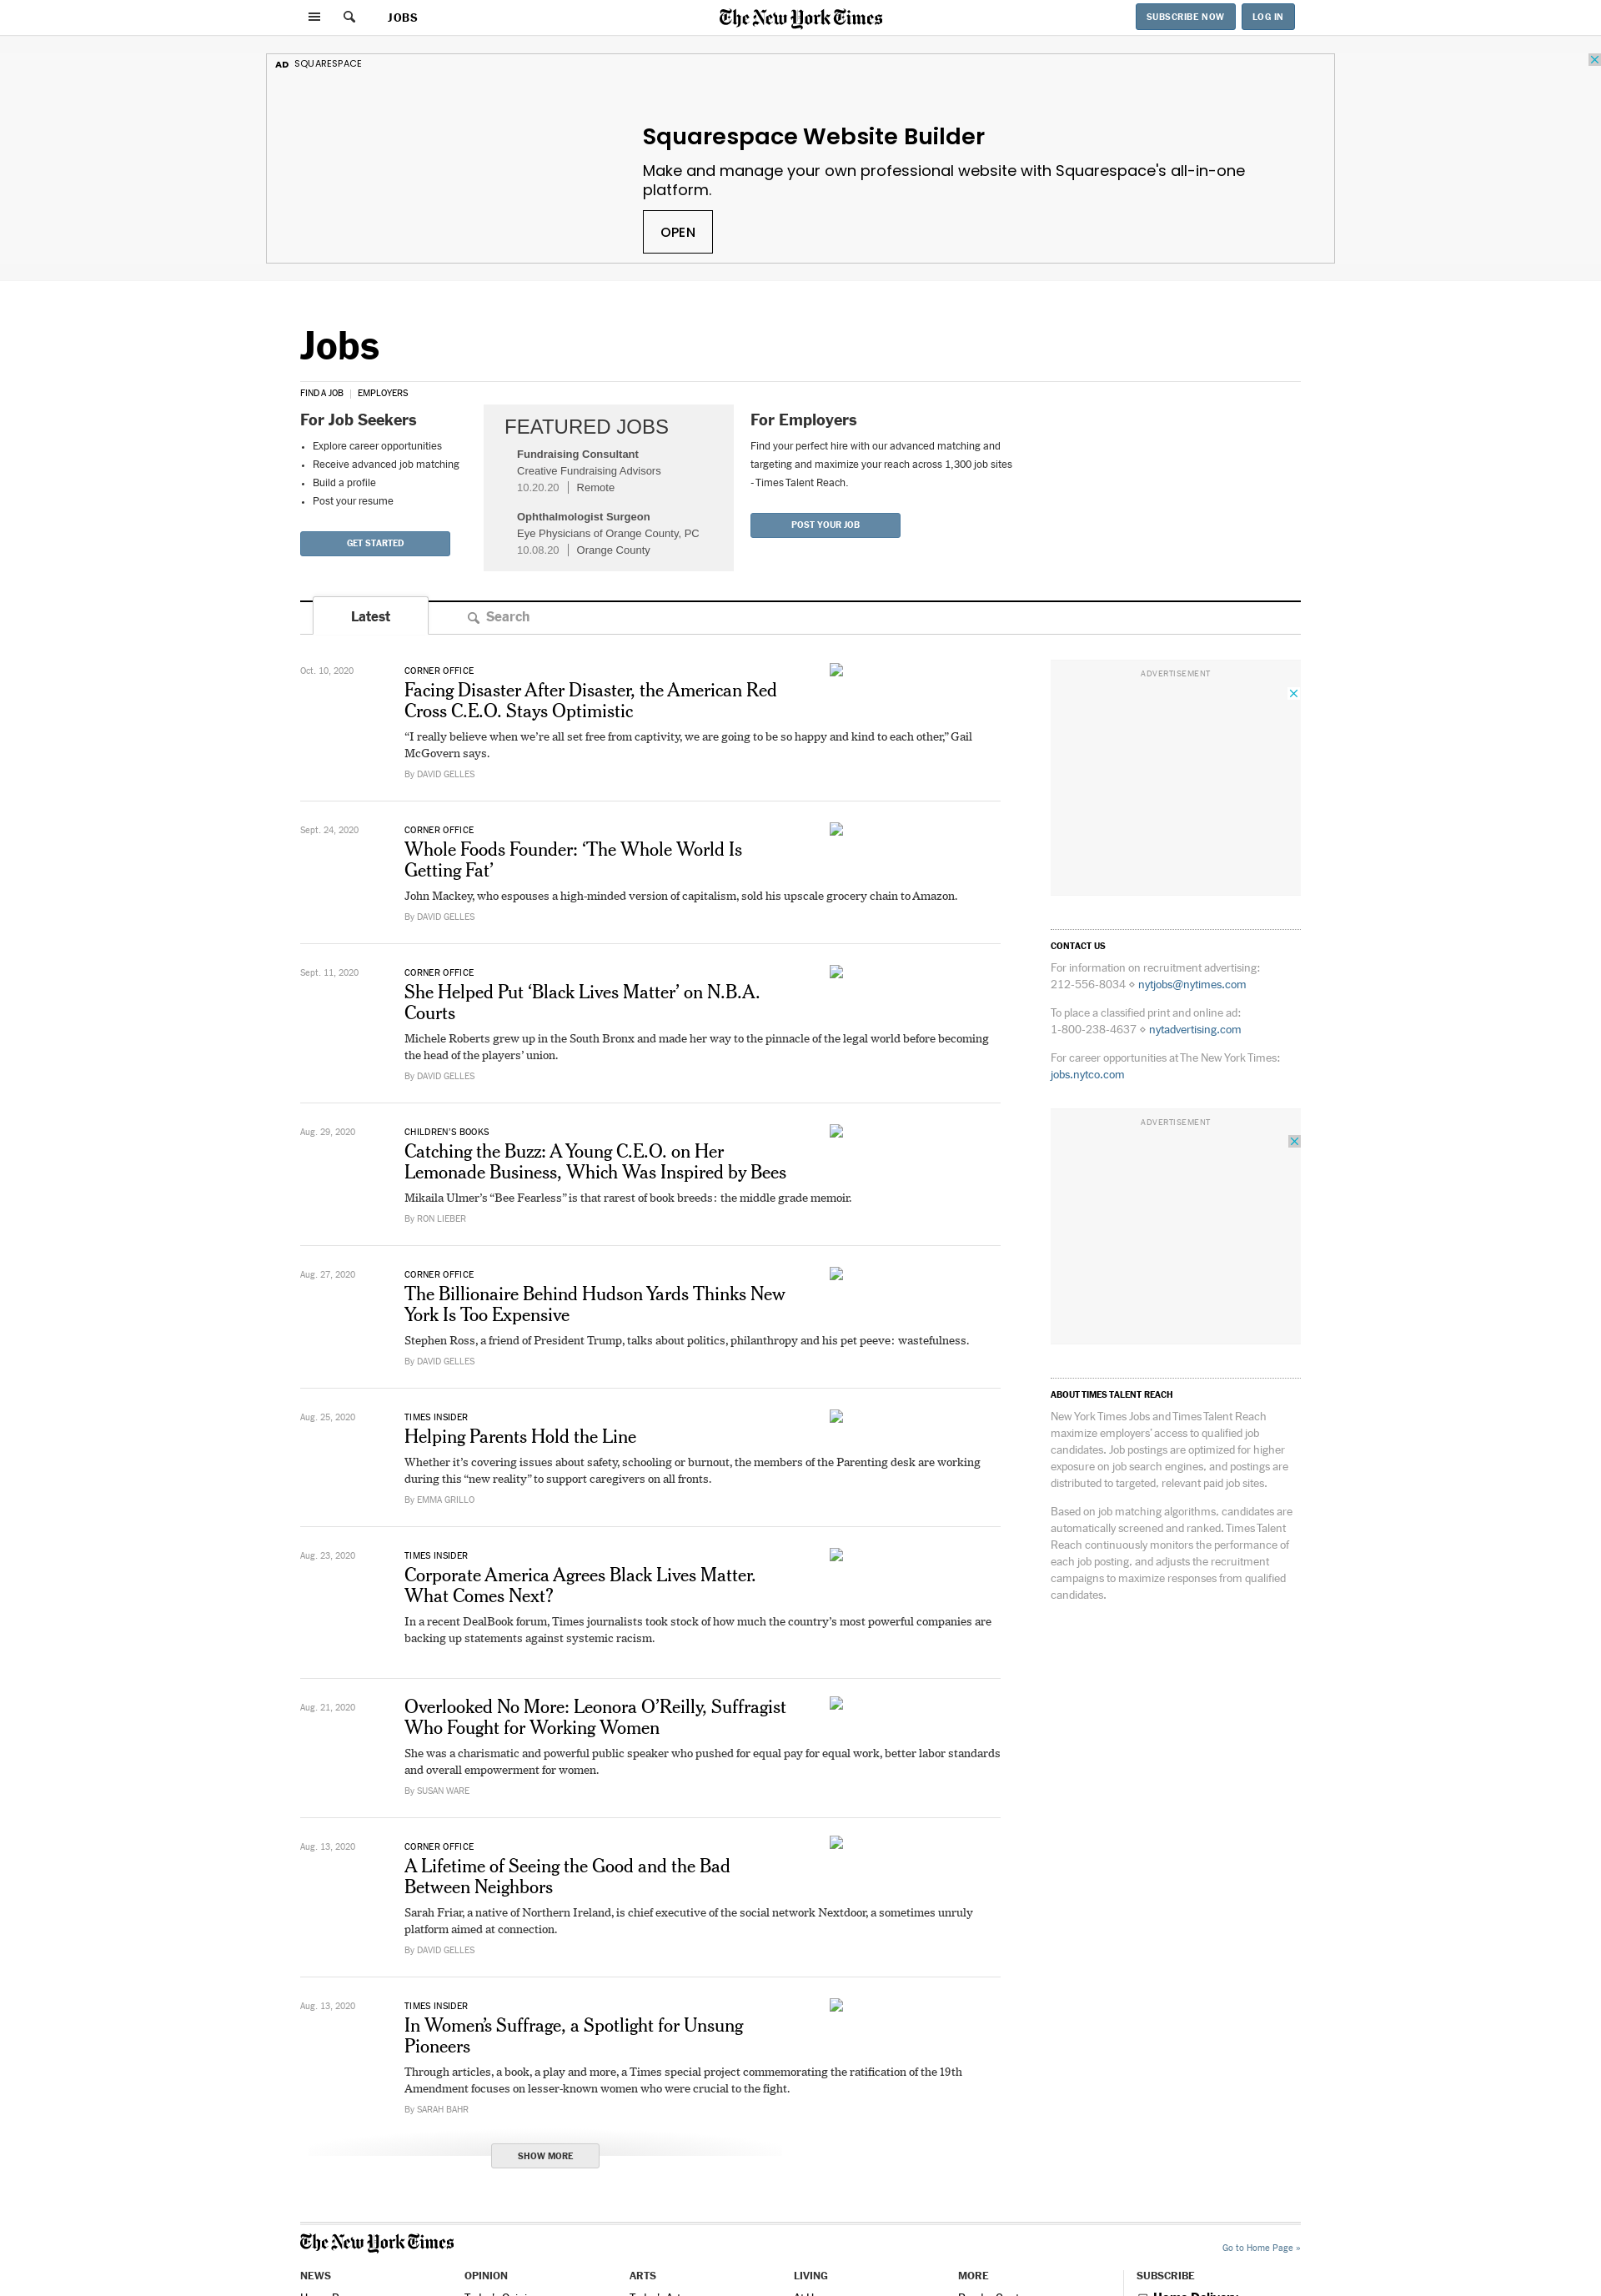 JOBS
The New York Times
SUBSCRIBE NOW
LOG IN
AD SQUARESPACE
Squarespace Website Builder
Make and manage your own professional website with Squarespace's all-in-one
platform.
OPEN
Jobs
FIND A JOB
EMPLOYERS
For Job Seekers
Explore career opportunities
Receive advanced job matching
Build a profile
Post your resume
GET STARTED
FEATURED JOBS
Fundraising Consultant
Creative Fundraising Advisors
10.20.20 | Remote
Ophthalmologist Surgeon
Eye Physicians of Orange County, PC
10.08.20 | Orange County
For Employers
Find your perfect hire with our advanced matching and
targeting and maximize your reach across 1,300 job sites
- Times Talent Reach.
POST YOUR JOB
Latest
Search
Oct. 10, 2020
CORNER OFFICE
Facing Disaster After Disaster, the American Red
Cross C.E.O. Stays Optimistic
“I really believe when we’re all set free from captivity, we are going to be so happy and kind to each other,” Gail
McGovern says.
By DAVID GELLES
Sept. 24, 2020
CORNER OFFICE
Whole Foods Founder: ‘The Whole World Is
Getting Fat’
John Mackey, who espouses a high-minded version of capitalism, sold his upscale grocery chain to Amazon.
By DAVID GELLES
Sept. 11, 2020
CORNER OFFICE
She Helped Put ‘Black Lives Matter’ on N.B.A.
Courts
Michele Roberts grew up in the South Bronx and made her way to the pinnacle of the legal world before becoming
the head of the players’ union.
By DAVID GELLES
Aug. 29, 2020
CHILDREN’S BOOKS
Catching the Buzz: A Young C.E.O. on Her
Lemonade Business, Which Was Inspired by Bees
Mikaila Ulmer’s “Bee Fearless” is that rarest of book breeds: the middle grade memoir.
By RON LIEBER
Aug. 27, 2020
CORNER OFFICE
The Billionaire Behind Hudson Yards Thinks New
York Is Too Expensive
Stephen Ross, a friend of President Trump, talks about politics, philanthropy and his pet peeve: wastefulness.
By DAVID GELLES
Aug. 25, 2020
TIMES INSIDER
Helping Parents Hold the Line
Whether it’s covering issues about safety, schooling or burnout, the members of the Parenting desk are working
during this “new reality” to support caregivers on all fronts.
By EMMA GRILLO
Aug. 23, 2020
TIMES INSIDER
Corporate America Agrees Black Lives Matter.
What Comes Next?
In a recent DealBook forum, Times journalists took stock of how much the country’s most powerful companies are
backing up statements against systemic racism.
Aug. 21, 2020
Overlooked No More: Leonora O’Reilly, Suffragist
Who Fought for Working Women
She was a charismatic and powerful public speaker who pushed for equal pay for equal work, better labor standards
and overall empowerment for women.
By SUSAN WARE
Aug. 13, 2020
CORNER OFFICE
A Lifetime of Seeing the Good and the Bad
Between Neighbors
Sarah Friar, a native of Northern Ireland, is chief executive of the social network Nextdoor, a sometimes unruly
platform aimed at connection.
By DAVID GELLES
Aug. 13, 2020
TIMES INSIDER
In Women’s Suffrage, a Spotlight for Unsung
Pioneers
Through articles, a book, a play and more, a Times special project commemorating the ratification of the 19th
Amendment focuses on lesser-known women who were crucial to the fight.
By SARAH BAHR
SHOW MORE
ADVERTISEMENT
CONTACT US
For information on recruitment advertising:
212-556-8034 ⋄ nytjobs@nytimes.com
To place a classified print and online ad:
1-800-238-4637 ⋄ nytadvertising.com
For career opportunities at The New York Times:
jobs.nytco.com
ADVERTISEMENT
ABOUT TIMES TALENT REACH
New York Times Jobs and Times Talent Reach
maximize employers' access to qualified job
candidates. Job postings are optimized for higher
exposure on job search engines, and postings are
distributed to targeted, relevant paid job sites.
Based on job matching algorithms, candidates are
automatically screened and ranked. Times Talent
Reach continuously monitors the performance of
each job posting, and adjusts the recruitment
campaigns to maximize responses from qualified
candidates.
The New York Times
Go to Home Page »
NEWS
OPINION
ARTS
LIVING
MORE
SUBSCRIBE